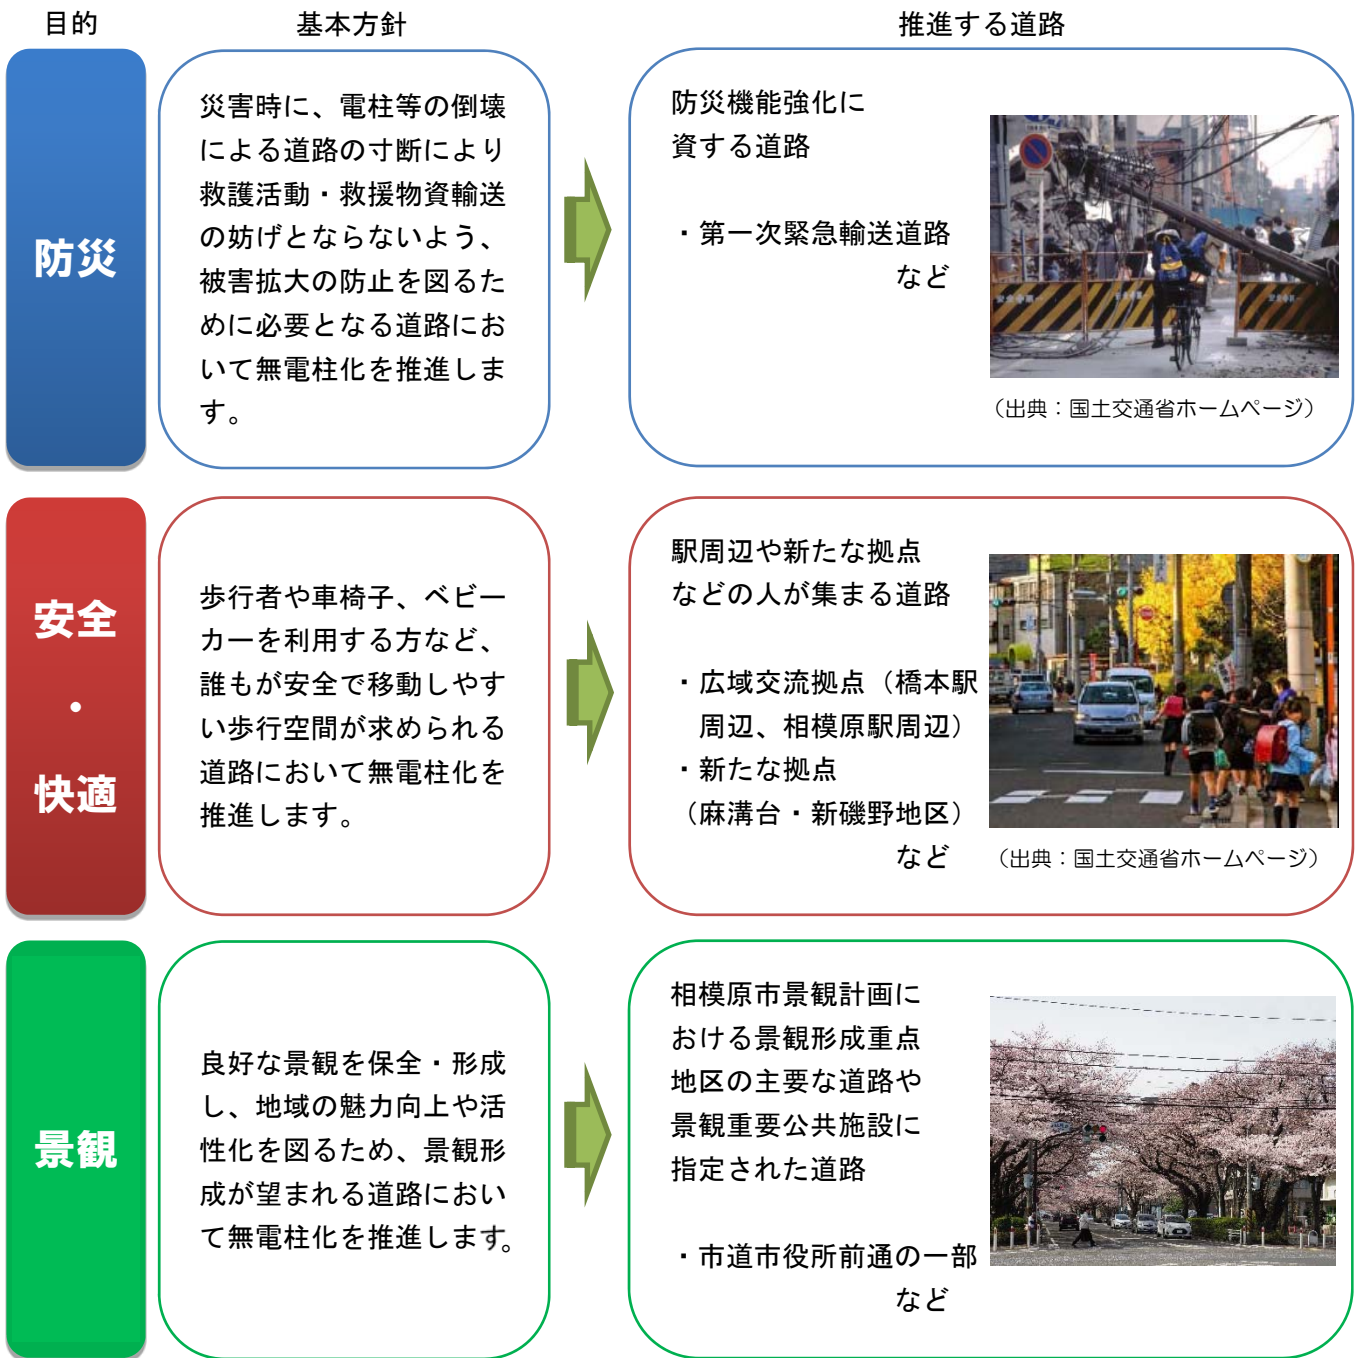 目的
基本方針
推進する道路
防災
災害時に、電柱等の倒壊
による道路の寸断により
救護活動・救援物資輸送
の妨げとならないよう、
被害拡大の防止を図るた
めに必要となる道路にお
いて無電柱化を推進しま
す。
防災機能強化に
資する道路
・第一次緊急輸送道路
など
（出典：国土交通省ホームページ）
安全
・
快適
歩行者や車椅子、ベビー
カーを利用する方など、
誰もが安全で移動しやす
い歩行空間が求められる
道路において無電柱化を
推進します。
駅周辺や新たな拠点
などの人が集まる道路
・広域交流拠点（橋本駅
周辺、相模原駅周辺）
・新たな拠点
（麻溝台・新磯野地区）
など
（出典：国土交通省ホームページ）
景観
良好な景観を保全・形成
し、地域の魅力向上や活
性化を図るため、景観形
成が望まれる道路におい
て無電柱化を推進します。
相模原市景観計画に
おける景観形成重点
地区の主要な道路や
景観重要公共施設に
指定された道路
・市道市役所前通の一部
など